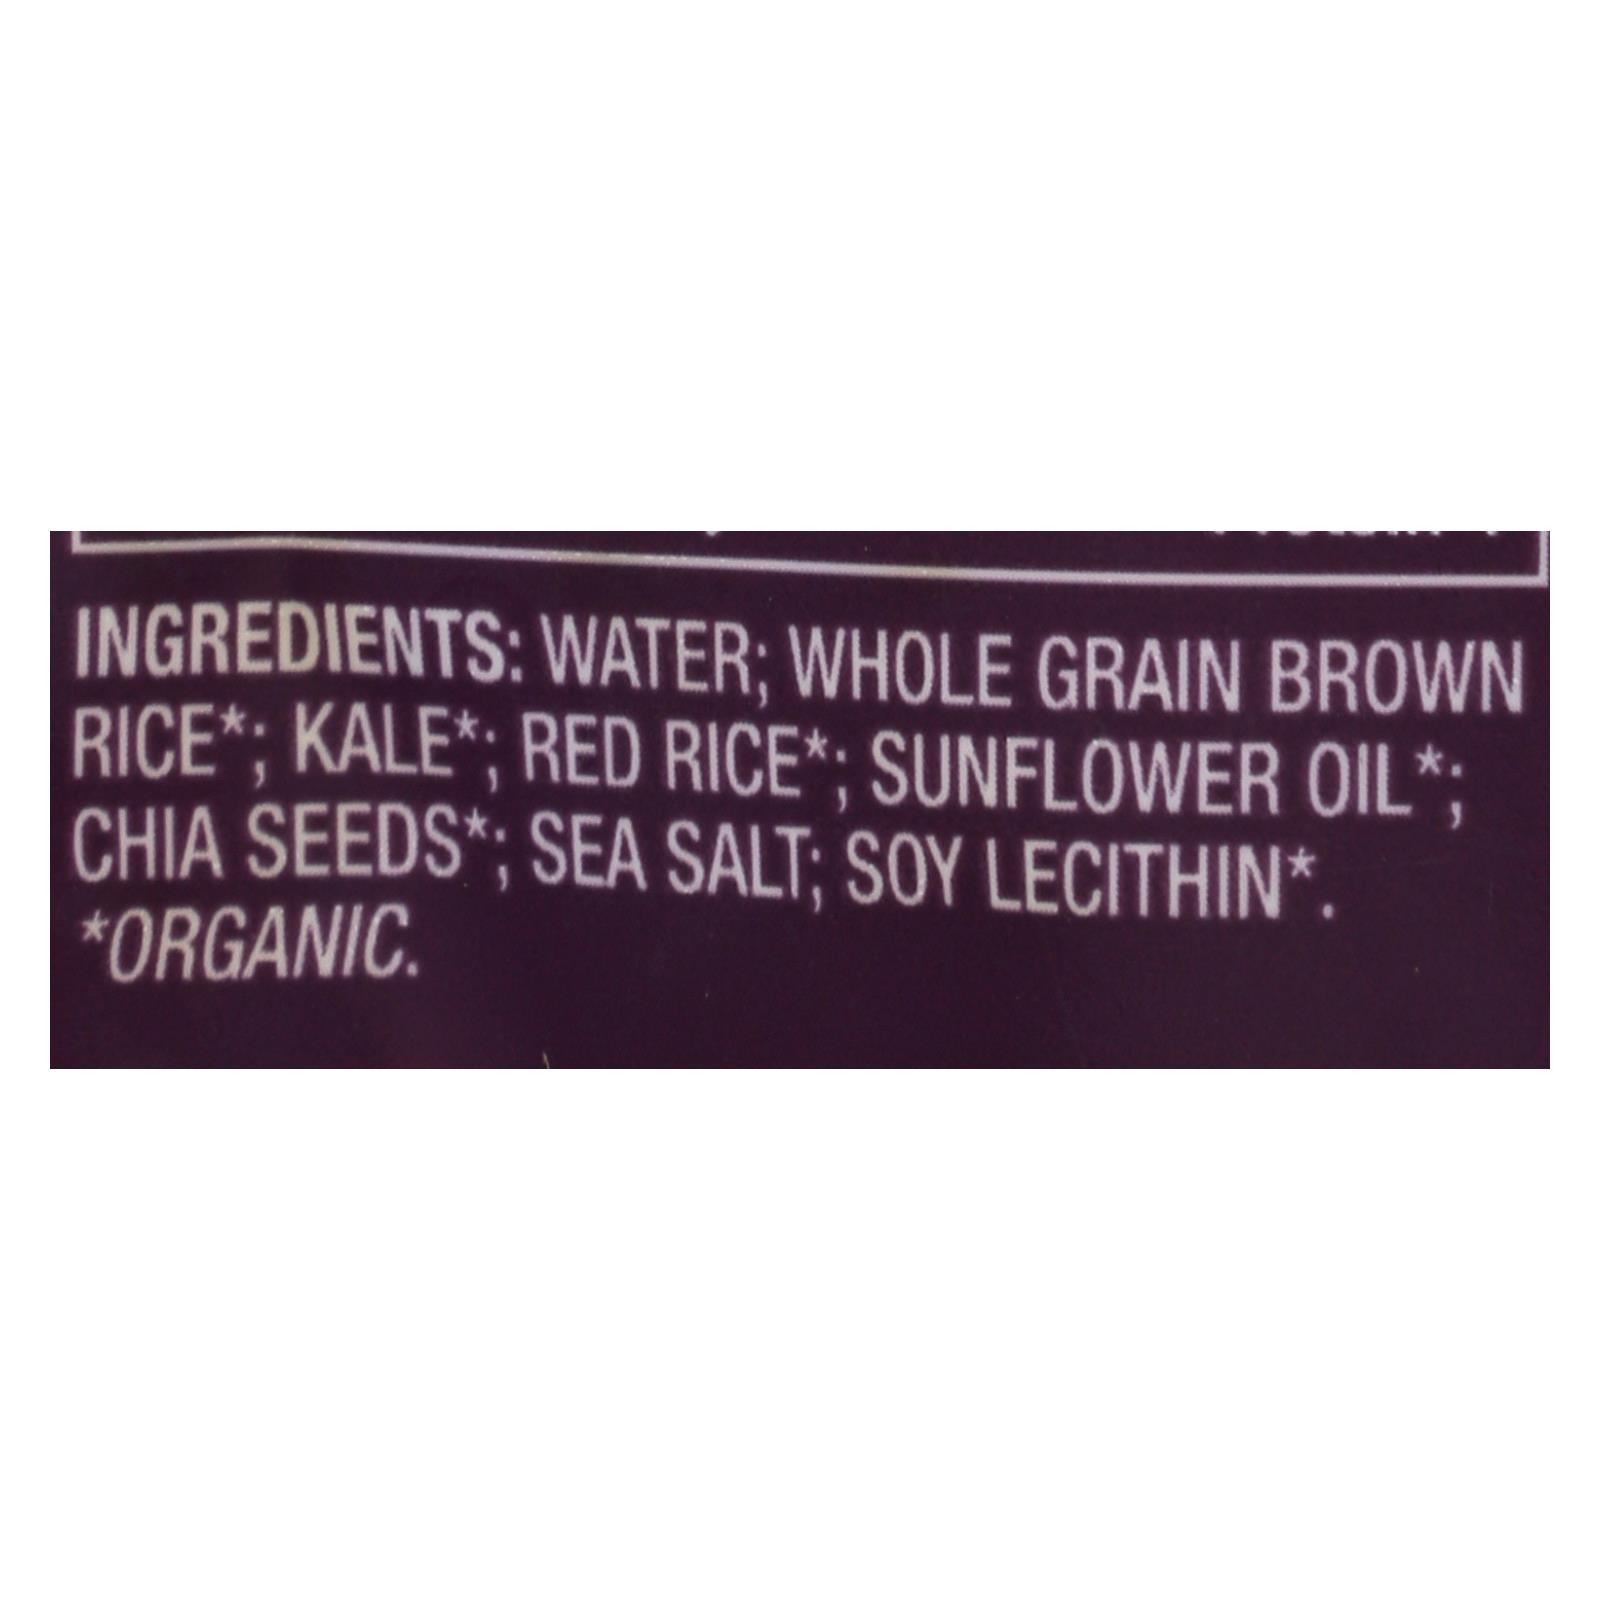 INGREDIENTS: WATER; WHOLE GRAIN BROWN
RICE*; KALE*; RED RICE*; SUNFLOWER OIL*;
CHIA SEEDS*; SEA SALT; SOY LECITHIN*.
*ORGANIC.